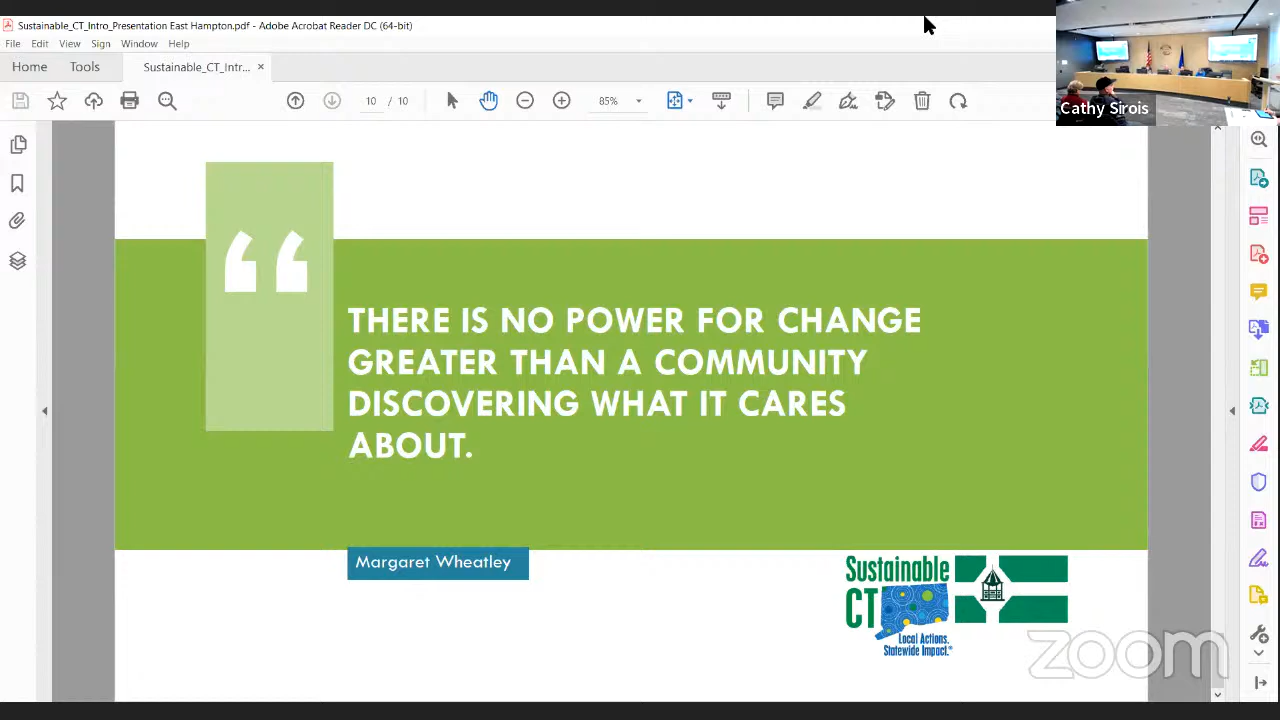 Sustainable_CT_Intro_Presentation East Hampton.pdf - Adobe Acrobat Reader DC (64-bit)
File Edit View Sign Window Help
Home Tools Sustainable_CT_Intr... ×
10 / 10 85%
Cathy Sirois
THERE IS NO POWER FOR CHANGE
GREATER THAN A COMMUNITY
DISCOVERING WHAT IT CARES
ABOUT.
Margaret Wheatley
Sustainable
CT
Local Actions.
Statewide Impact.®
zoom